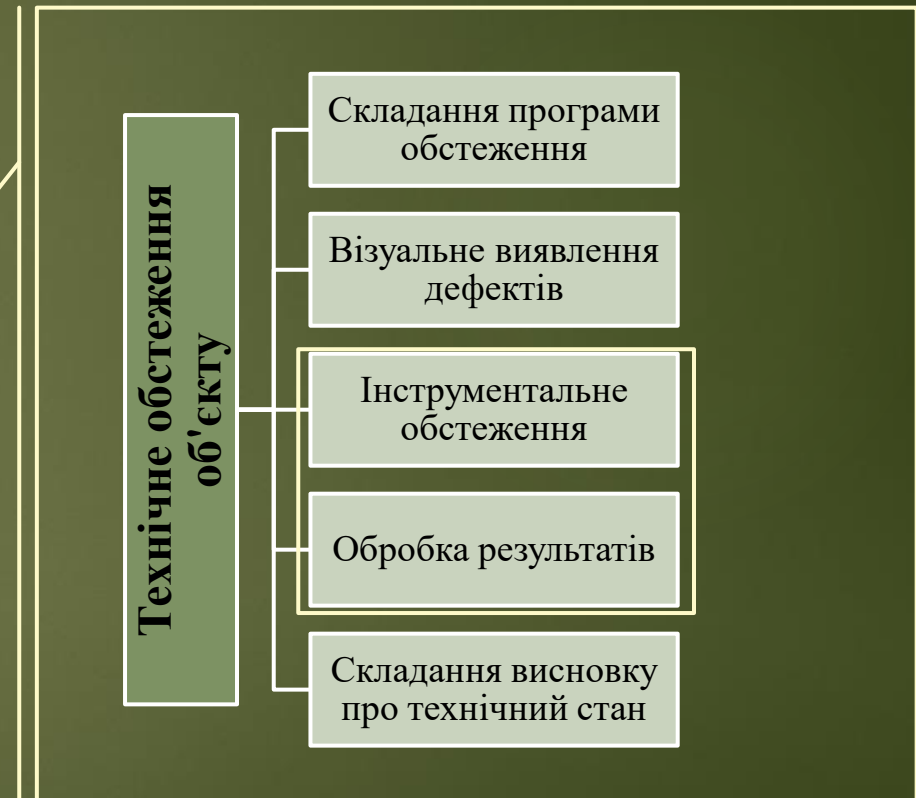 Технічне обстеження
об'єкту
Складання програми
обстеження
Візуальне виявлення
дефектів
Інструментальне
обстеження
Обробка результатів
Складання висновку
про технічний стан